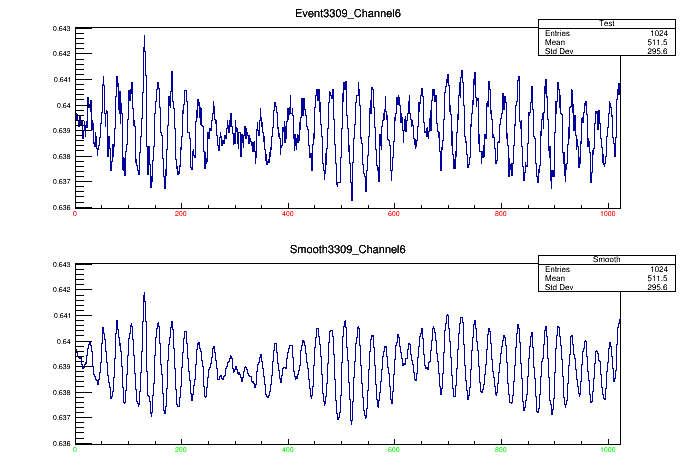 Event3309_Channel6
Test
Entries 1024
Mean 511.5
Std Dev 295.6
0.643
0.642
0.641
0.64
0.639
0.638
0.637
0.636
0 200 400 600 800 1000
Smooth3309_Channel6
Smooth
Entries 1024
Mean 511.5
Std Dev 295.6
0.643
0.642
0.641
0.64
0.639
0.638
0.637
0.636
0 200 400 600 800 1000